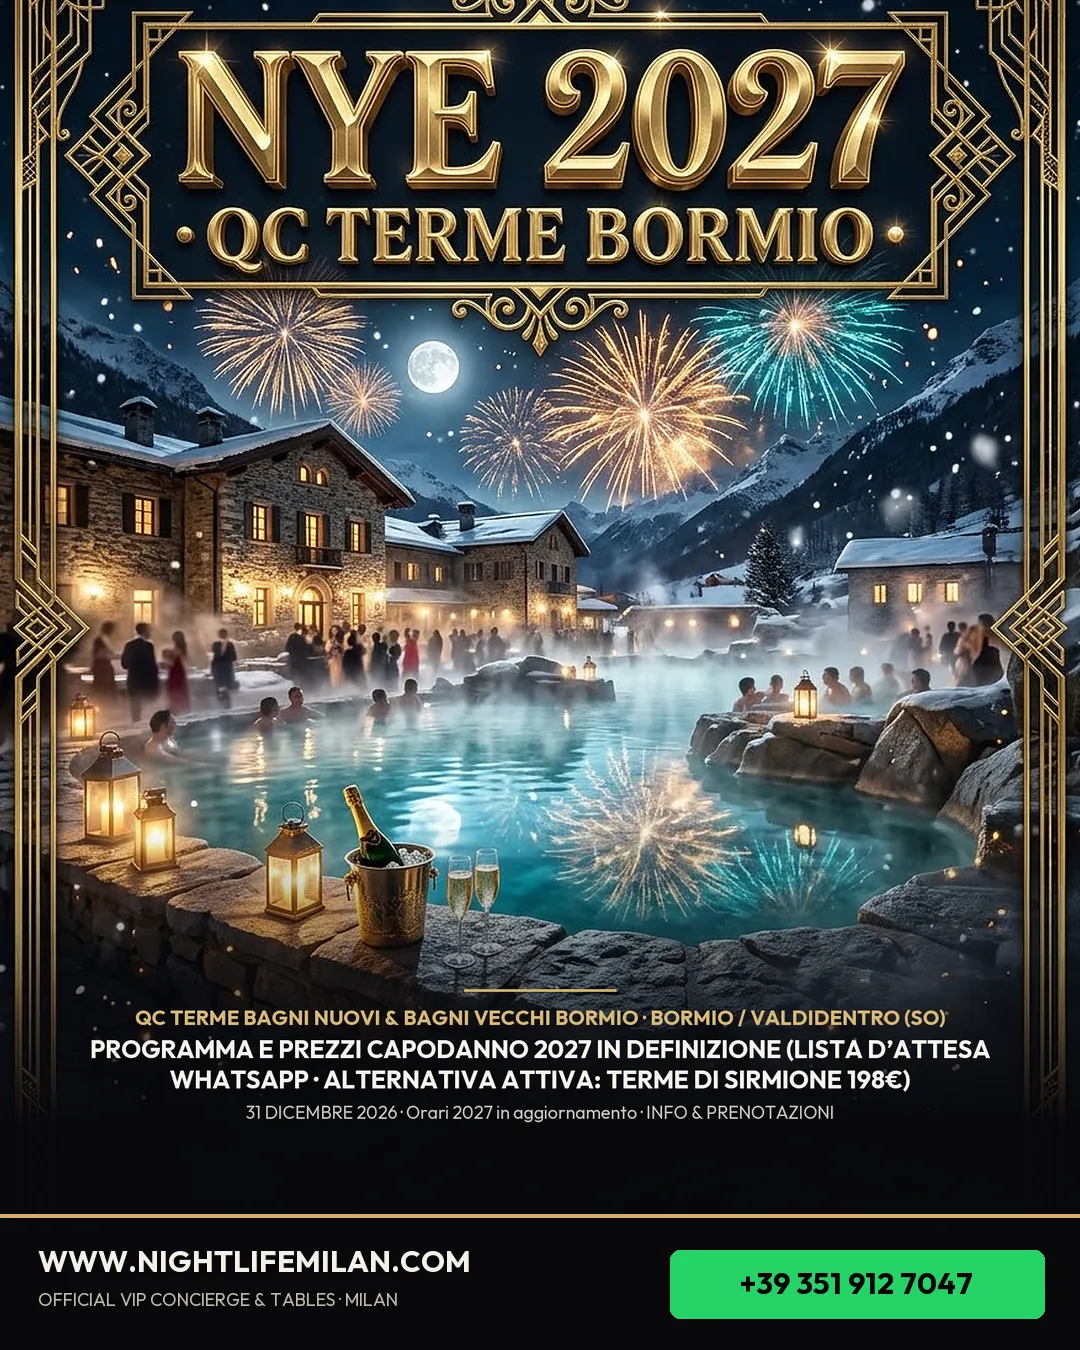 NYE 2027
· QC TERME BORMIO ·
QC TERME BAGNI NUOVI & BAGNI VECCHI BORMIO · BORMIO / VALDIDENTRO (SO)
PROGRAMMA E PREZZI CAPODANNO 2027 IN DEFINIZIONE (LISTA D’ATTESA
WHATSAPP · ALTERNATIVA ATTIVA: TERME DI SIRMIONE 198€)
31 DICEMBRE 2026 · Orari 2027 in aggiornamento · INFO & PRENOTAZIONI
WWW.NIGHTLIFEMILAN.COM
OFFICIAL VIP CONCIERGE & TABLES · MILAN
+39 351 912 7047